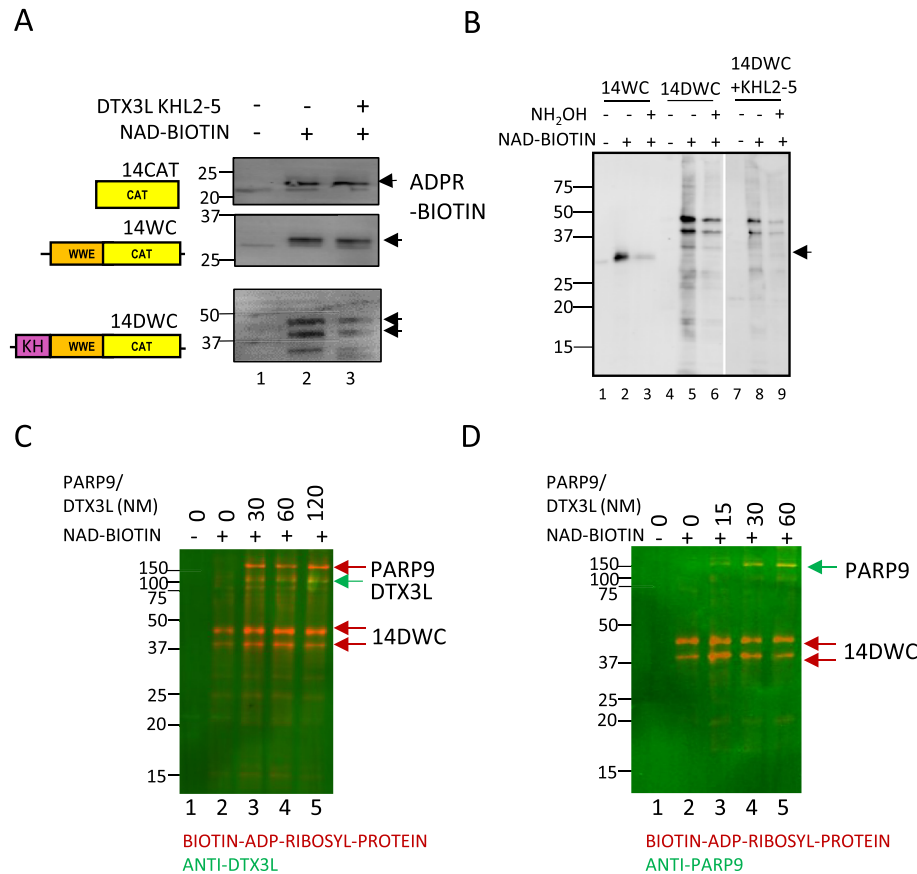 A
DTX3L KHL2-5 - - +
NAD-BIOTIN - + +
14CAT
CAT
25
20
ADPR
-BIOTIN
14WC
WWE CAT
37
25
14DWC
KH WWE CAT
50
37
1 2 3
B
14WC 14DWC 14DWC
+KHL2-5
NH2OH - - + - - + - - +
NAD-BIOTIN - + + - + + - + +
75
50
37
25
20
15
1 2 3 4 5 6 7 8 9
C
PARP9/
DTX3L (NM) 0 0 30 60 120
NAD-BIOTIN - + + + +
150
100
75
50
37
25
20
15
PARP9
DTX3L
14DWC
1 2 3 4 5
BIOTIN-ADP-RIBOSYL-PROTEIN
ANTI-DTX3L
D
PARP9/
DTX3L (NM) 0 0 15 30 60
NAD-BIOTIN - + + + +
150
100
75
50
37
25
20
15
PARP9
14DWC
1 2 3 4 5
BIOTIN-ADP-RIBOSYL-PROTEIN
ANTI-PARP9